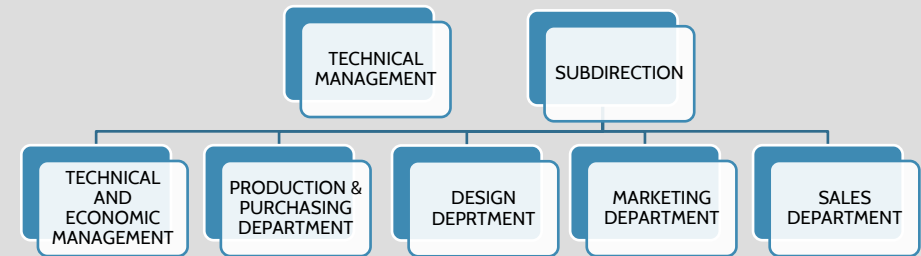 TECHNICAL
MANAGEMENT
SUBDIRECTION
TECHNICAL
AND
ECONOMIC
MANAGEMENT
PRODUCTION &
PURCHASING
DEPARTMENT
DESIGN
DEPRTMENT
MARKETING
DEPARTMENT
SALES
DEPARTMENT